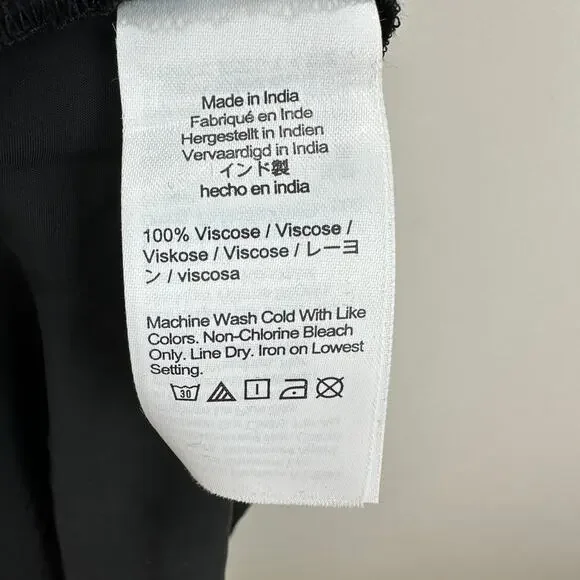 Made in India
Fabriqué en Inde
Hergestellt in Indien
Vervaardigd in India
インド製
hecho en india
100% Viscose / Viscose /
Viskose / Viscose / レーヨ
ン / viscosa
Machine Wash Cold With Like
Colors. Non-Chlorine Bleach
Only. Line Dry. Iron on Lowest
Setting.
30